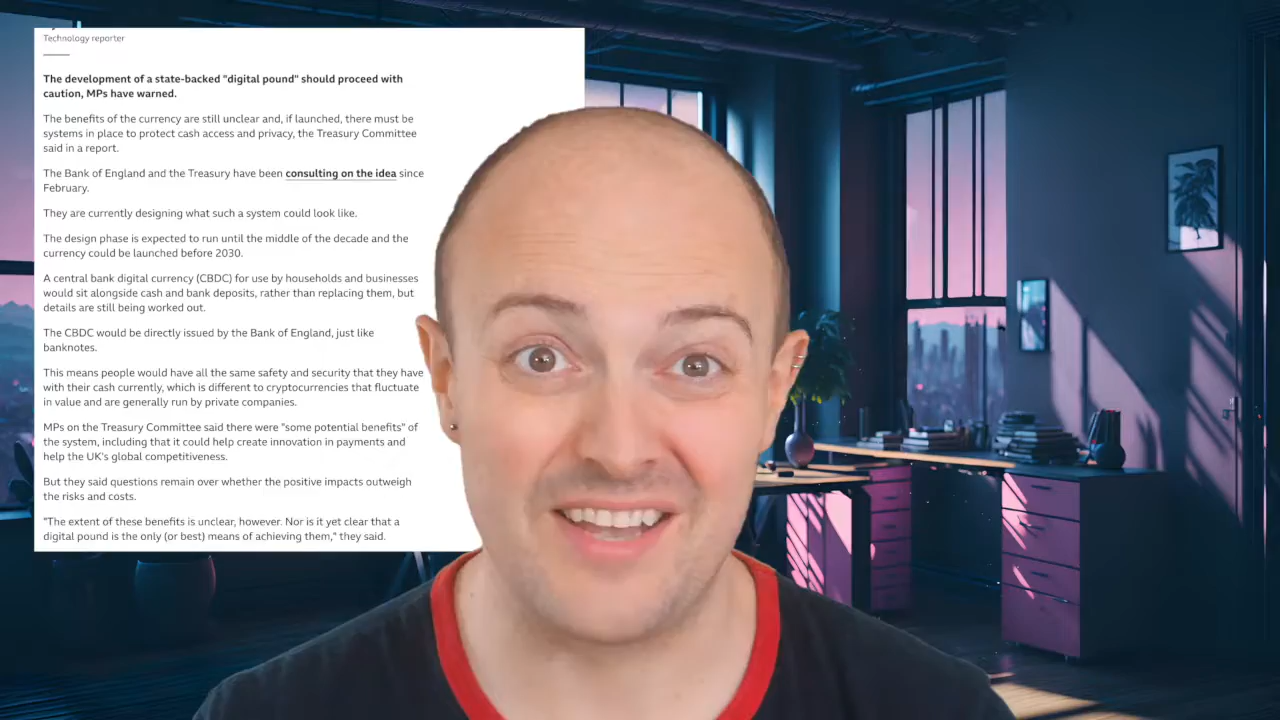 Technology reporter
The development of a state-backed "digital pound" should proceed with
caution, MPs have warned.
The benefits of the currency are still unclear and, if launched, there must be
systems in place to protect cash access and privacy, the Treasury Committee
said in a report.
The Bank of England and the Treasury have been consulting on the idea since
February.
They are currently designing what such a system could look like.
The design phase is expected to run until the middle of the decade and the
currency could be launched before 2030.
A central bank digital currency (CBDC) for use by households and businesses
would sit alongside cash and bank deposits, rather than replacing them, but
details are still being worked out.
The CBDC would be directly issued by the Bank of England, just like
banknotes.
This means people would have all the same safety and security that they have
with their cash currently, which is different to cryptocurrencies that fluctuate
in value and are generally run by private companies.
MPs on the Treasury Committee said there were "some potential benefits" of
the system, including that it could help create innovation in payments and
help the UK's global competitiveness.
But they said questions remain over whether the positive impacts outweigh
the risks and costs.
"The extent of these benefits is unclear, however. Nor is it yet clear that a
digital pound is the only (or best) means of achieving them," they said.